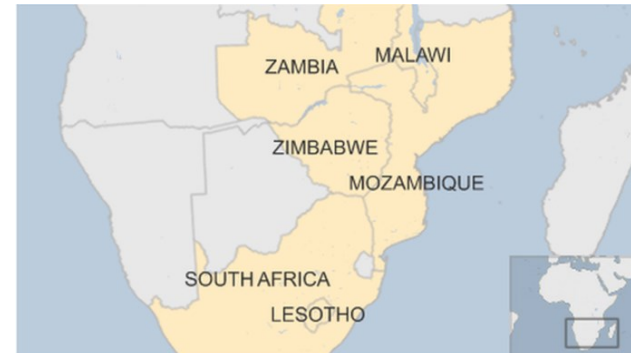 ZAMBIA
MALAWI
ZIMBABWE
MOZAMBIQUE
SOUTH AFRICA
LESOTHO